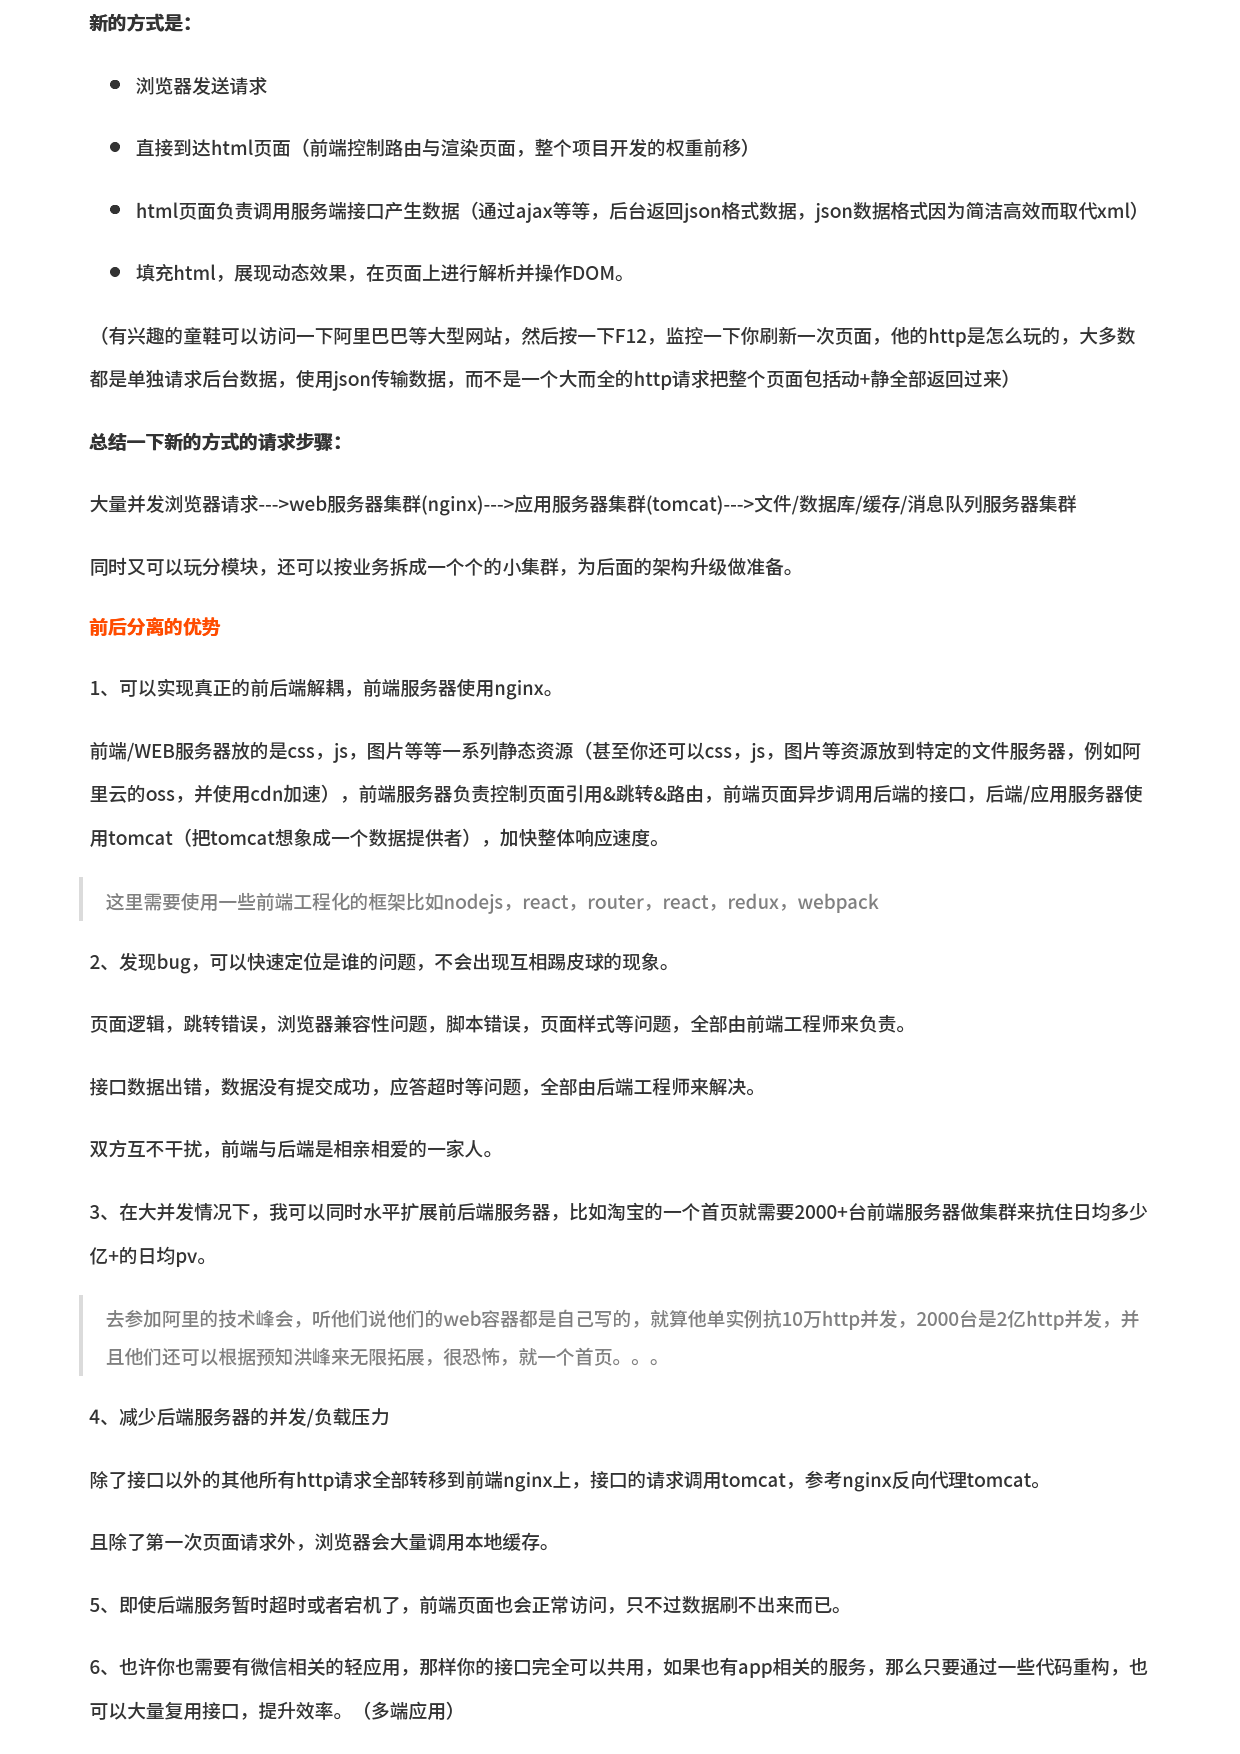 新的方式是：
浏览器发送请求
直接到达html页面（前端控制路由与渲染页面，整个项目开发的权重前移）
html页面负责调用服务端接口产生数据（通过ajax等等，后台返回json格式数据，json数据格式因为简洁高效而取代xml）
填充html，展现动态效果，在页面上进行解析并操作DOM。
（有兴趣的童鞋可以访问一下阿里巴巴等大型网站，然后按一下F12，监控一下你刷新一次页面，他的http是怎么玩的，大多数
都是单独请求后台数据，使用json传输数据，而不是一个大而全的http请求把整个页面包括动+静全部返回过来）
总结一下新的方式的请求步骤：
大量并发浏览器请求--->web服务器集群(nginx)--->应用服务器集群(tomcat)--->文件/数据库/缓存/消息队列服务器集群
同时又可以玩分模块，还可以按业务拆成一个个的小集群，为后面的架构升级做准备。
前后分离的优势
1、可以实现真正的前后端解耦，前端服务器使用nginx。
前端/WEB服务器放的是css，js，图片等等一系列静态资源（甚至你还可以css，js，图片等资源放到特定的文件服务器，例如阿
里云的oss，并使用cdn加速），前端服务器负责控制页面引用&跳转&路由，前端页面异步调用后端的接口，后端/应用服务器使
用tomcat（把tomcat想象成一个数据提供者），加快整体响应速度。
这里需要使用一些前端工程化的框架比如nodejs，react，router，react，redux，webpack
2、发现bug，可以快速定位是谁的问题，不会出现互相踢皮球的现象。
页面逻辑，跳转错误，浏览器兼容性问题，脚本错误，页面样式等问题，全部由前端工程师来负责。
接口数据出错，数据没有提交成功，应答超时等问题，全部由后端工程师来解决。
双方互不干扰，前端与后端是相亲相爱的一家人。
3、在大并发情况下，我可以同时水平扩展前后端服务器，比如淘宝的一个首页就需要2000+台前端服务器做集群来抗住日均多少
亿+的日均pv。
去参加阿里的技术峰会，听他们说他们的web容器都是自己写的，就算他单实例抗10万http并发，2000台是2亿http并发，并
且他们还可以根据预知洪峰来无限拓展，很恐怖，就一个首页。。。
4、减少后端服务器的并发/负载压力
除了接口以外的其他所有http请求全部转移到前端nginx上，接口的请求调用tomcat，参考nginx反向代理tomcat。
且除了第一次页面请求外，浏览器会大量调用本地缓存。
5、即使后端服务暂时超时或者宕机了，前端页面也会正常访问，只不过数据刷不出来而已。
6、也许你也需要有微信相关的轻应用，那样你的接口完全可以共用，如果也有app相关的服务，那么只要通过一些代码重构，也
可以大量复用接口，提升效率。（多端应用）